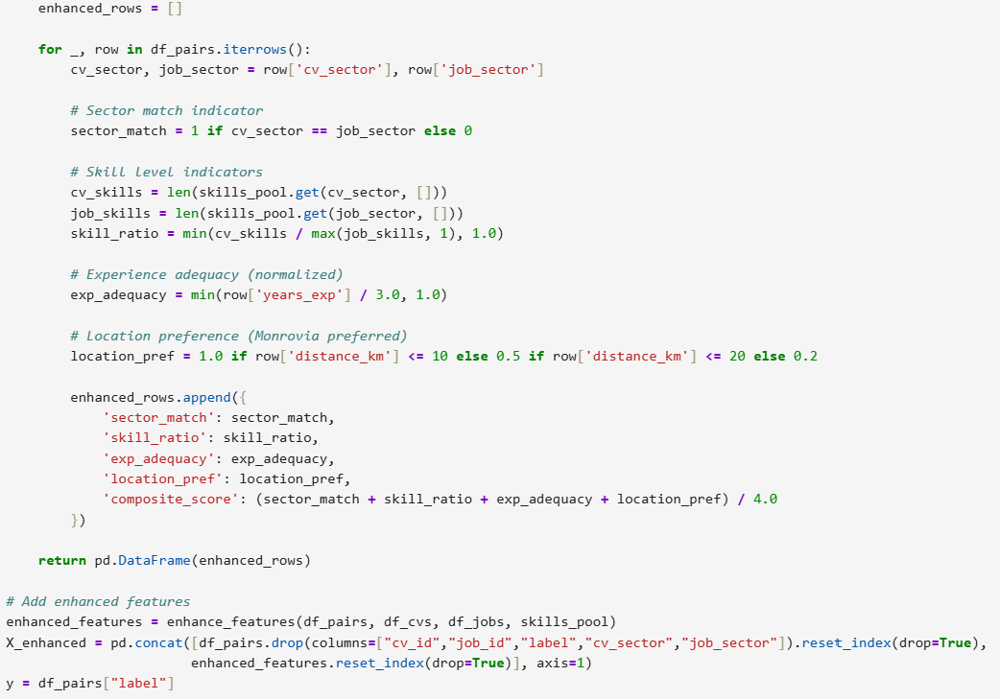 enhanced_rows = []

    for _, row in df_pairs.iterrows():
        cv_sector, job_sector = row['cv_sector'], row['job_sector']

        # Sector match indicator
        sector_match = 1 if cv_sector == job_sector else 0

        # Skill level indicators
        cv_skills = len(skills_pool.get(cv_sector, []))
        job_skills = len(skills_pool.get(job_sector, []))
        skill_ratio = min(cv_skills / max(job_skills, 1), 1.0)

        # Experience adequacy (normalized)
        exp_adequacy = min(row['years_exp'] / 3.0, 1.0)

        # Location preference (Monrovia preferred)
        location_pref = 1.0 if row['distance_km'] <= 10 else 0.5 if row['distance_km'] <= 20 else 0.2

        enhanced_rows.append({
            'sector_match': sector_match,
            'skill_ratio': skill_ratio,
            'exp_adequacy': exp_adequacy,
            'location_pref': location_pref,
            'composite_score': (sector_match + skill_ratio + exp_adequacy + location_pref) / 4.0
        })

    return pd.DataFrame(enhanced_rows)

# Add enhanced features
enhanced_features = enhance_features(df_pairs, df_cvs, df_jobs, skills_pool)
X_enhanced = pd.concat([df_pairs.drop(columns=["cv_id","job_id","label","cv_sector","job_sector"]).reset_index(drop=True),
                       enhanced_features.reset_index(drop=True)], axis=1)
y = df_pairs["label"]